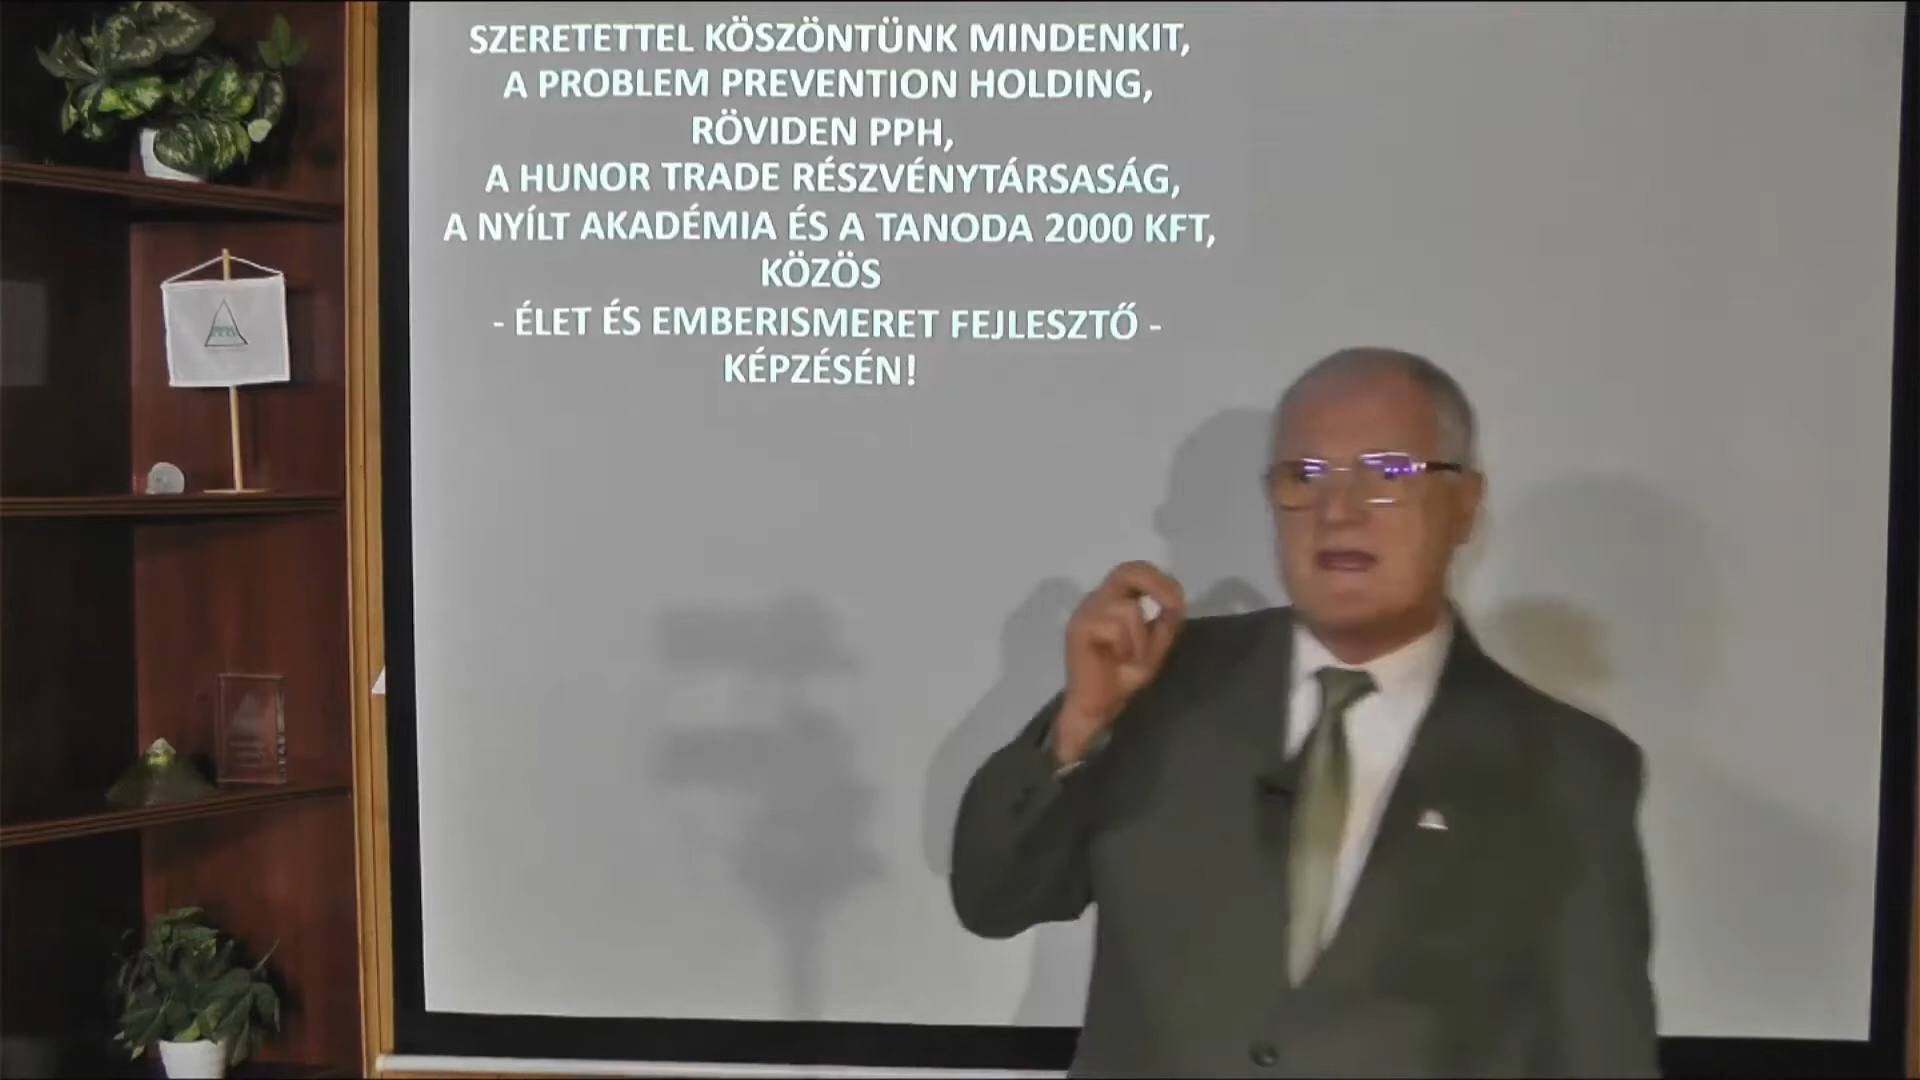 SZERETETTEL KÖSZÖNTÜNK MINDENKIT,
A PROBLEM PREVENTION HOLDING,
RÖVIDEN PPH,
A HUNOR TRADE RÉSZVÉNYTÁRSASÁG,
A NYÍLT AKADÉMIA ÉS A TANODA 2000 KFT,
KÖZÖS
- ÉLET ÉS EMBERISMERET FEJLESZTŐ -
KÉPZÉSÉN!